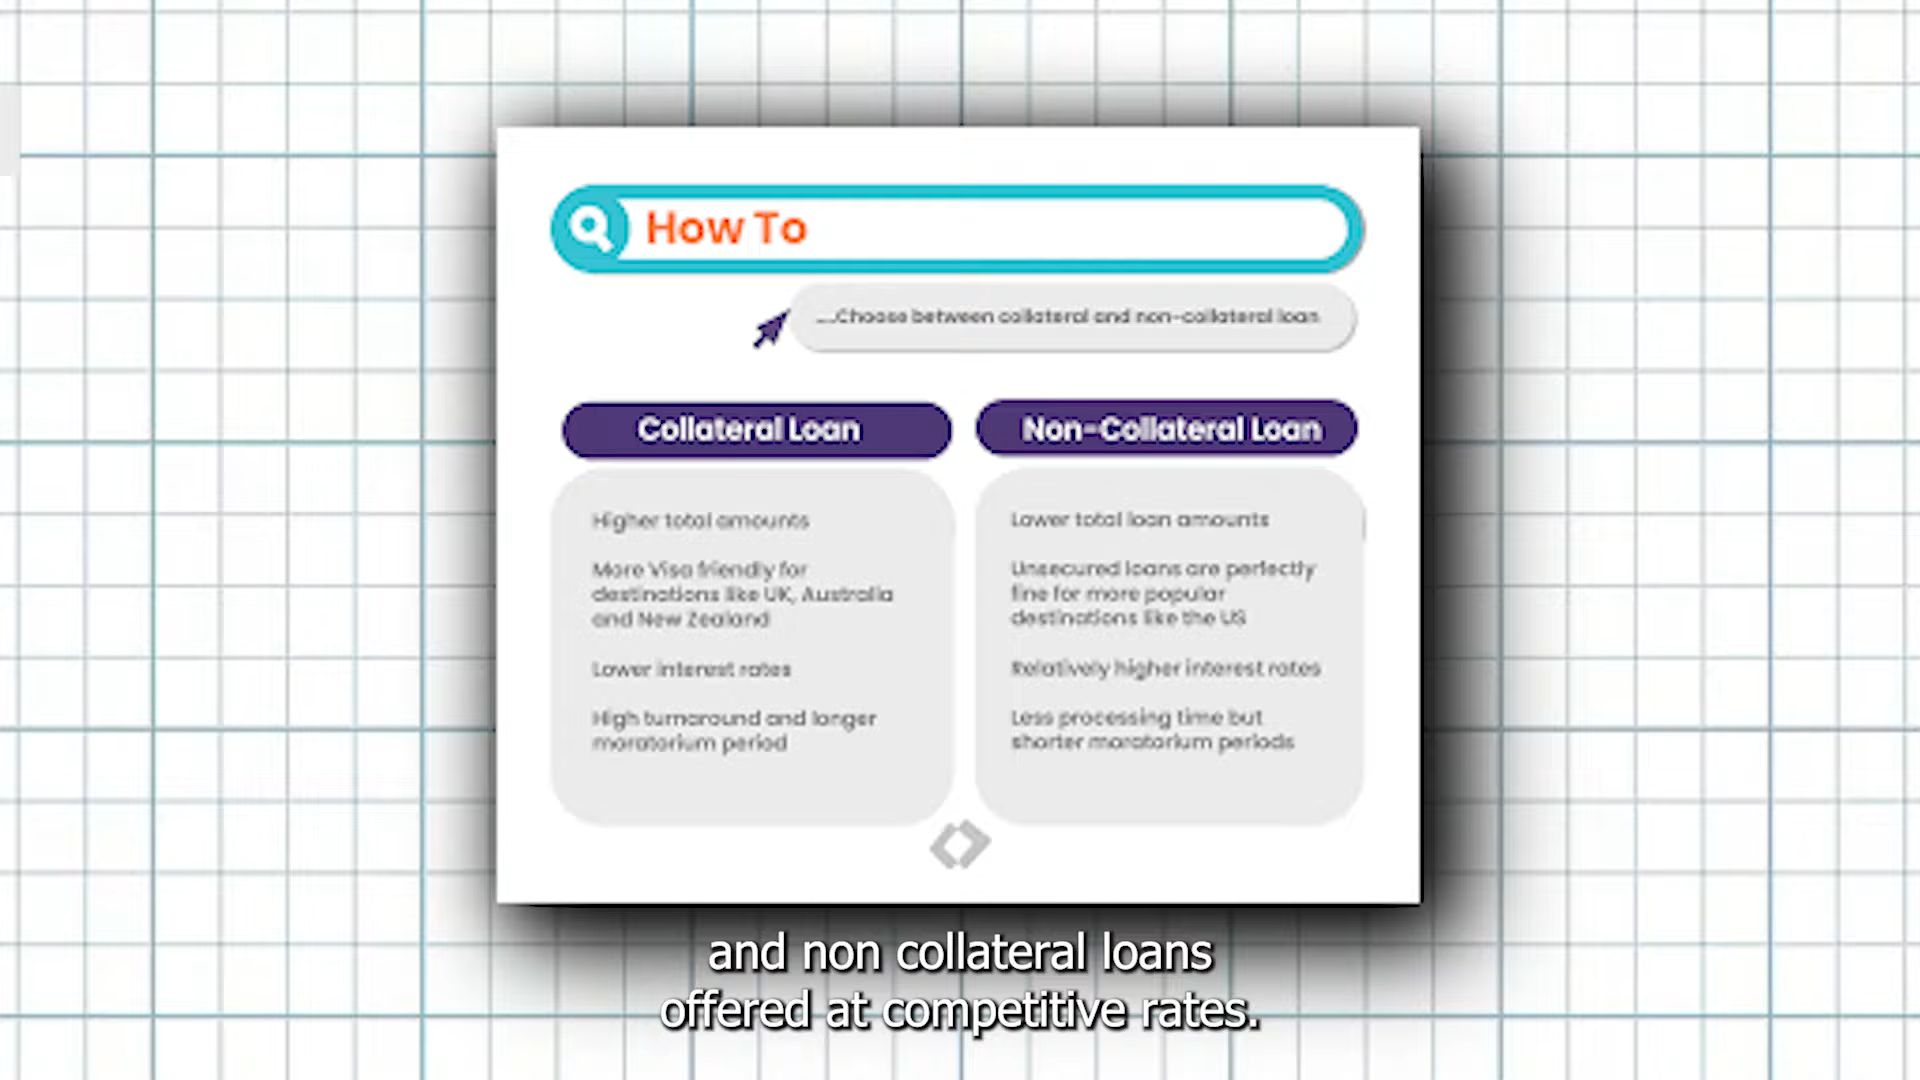 How To
....Choose between collateral and non-collateral loan
Collateral Loan
Higher total amounts
More Visa friendly for
destinations like UK, Australia
and New Zealand
Lower interest rates
High turnaround and longer
moratorium period
Non-Collateral Loan
Lower total loan amounts
Unsecured loans are perfectly
fine for more popular
destinations like the US
Relatively higher interest rates
Less processing time but
shorter moratorium periods
and non collateral loans
offered at competitive rates.